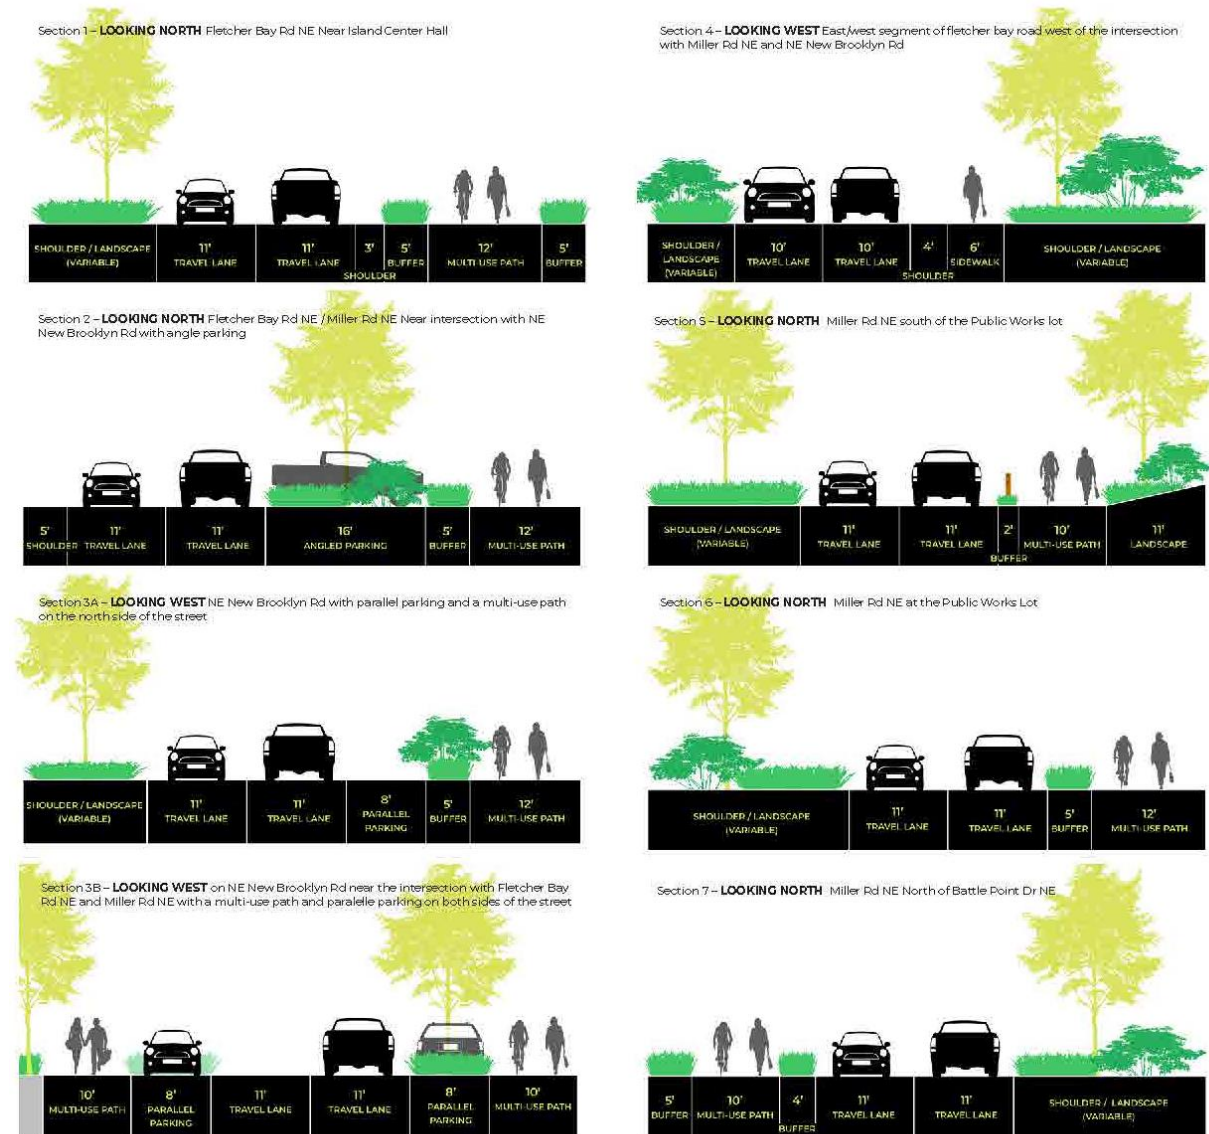 Section 1 – LOOKING NORTH Fletcher Bay Rd NE Near Island Center Hall
SHOULDER / LANDSCAPE
(VARIABLE)
11'
TRAVEL LANE
11'
TRAVEL LANE
3'
SHOULDER
5'
BUFFER
12'
MULTI-USE PATH
5'
BUFFER
Section 2 – LOOKING NORTH Fletcher Bay Rd NE / Miller Rd NE Near intersection with NE
New Brooklyn Rd with angle parking
5'
SHOULDER
11'
TRAVEL LANE
11'
TRAVEL LANE
16'
ANGLED PARKING
5'
BUFFER
12'
MULTI-USE PATH
Section 3A – LOOKING WEST NE New Brooklyn Rd with parallel parking and a multi-use path
on the north side of the street
SHOULDER / LANDSCAPE
(VARIABLE)
11'
TRAVEL LANE
11'
TRAVEL LANE
8'
PARALLEL
PARKING
5'
BUFFER
12'
MULTI-USE PATH
Section 3B – LOOKING WEST on NE New Brooklyn Rd near the intersection with Fletcher Bay
Rd NE and Miller Rd NE with a multi-use path and paralelle parking on both sides of the street
10'
MULTI-USE PATH
8'
PARALLEL
PARKING
11'
TRAVEL LANE
11'
TRAVEL LANE
8'
PARALLEL
PARKING
10'
MULTI-USE PATH
Section 4 – LOOKING WEST East/west segment of fletcher bay road west of the intersection
with Miller Rd NE and NE New Brooklyn Rd
SHOULDER /
LANDSCAPE
(VARIABLE)
10'
TRAVEL LANE
10'
TRAVEL LANE
4'
SHOULDER
6'
SIDEWALK
SHOULDER / LANDSCAPE
(VARIABLE)
Section 5 – LOOKING NORTH Miller Rd NE south of the Public Works lot
SHOULDER / LANDSCAPE
(VARIABLE)
11'
TRAVEL LANE
11'
TRAVEL LANE
2'
BUFFER
10'
MULTI-USE PATH
11'
LANDSCAPE
Section 6 – LOOKING NORTH Miller Rd NE at the Public Works Lot
SHOULDER / LANDSCAPE
(VARIABLE)
11'
TRAVEL LANE
11'
TRAVEL LANE
5'
BUFFER
12'
MULTI-USE PATH
Section 7 – LOOKING NORTH Miller Rd NE North of Battle Point Dr NE
5'
BUFFER
10'
MULTI-USE PATH
4'
BUFFER
11'
TRAVEL LANE
11'
TRAVEL LANE
SHOULDER / LANDSCAPE
(VARIABLE)